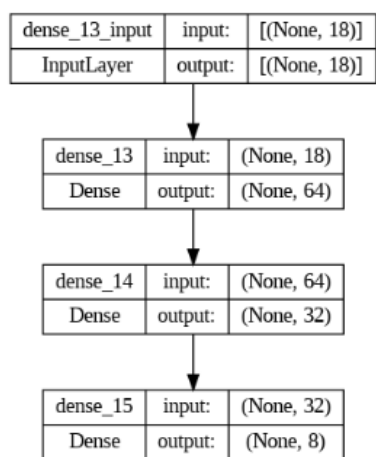 dense_13_input input: [(None, 18)]
InputLayer output: [(None, 18)]
dense_13 input: (None, 18)
Dense output: (None, 64)
dense_14 input: (None, 64)
Dense output: (None, 32)
dense_15 input: (None, 32)
Dense output: (None, 8)